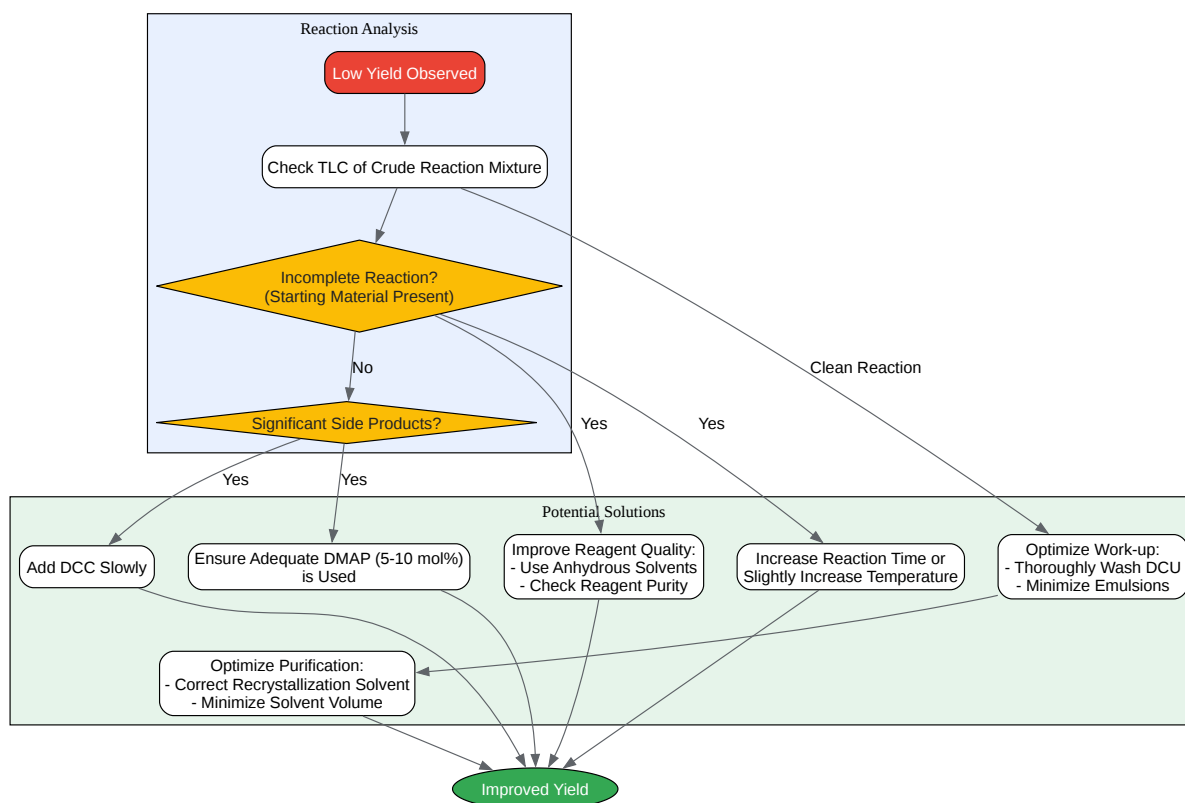 Reaction Analysis
Low Yield Observed
Check TLC of Crude Reaction Mixture
Incomplete Reaction?
(Starting Material Present)
Clean Reaction
No
Significant Side Products?
Yes
Yes
Yes
Yes
Potential Solutions
Add DCC Slowly
Ensure Adequate DMAP (5-10 mol%)
is Used
Improve Reagent Quality:
- Use Anhydrous Solvents
- Check Reagent Purity
Increase Reaction Time or
Slightly Increase Temperature
Optimize Work-up:
- Thoroughly Wash DCU
- Minimize Emulsions
Optimize Purification:
- Correct Recrystallization Solvent
- Minimize Solvent Volume
Improved Yield